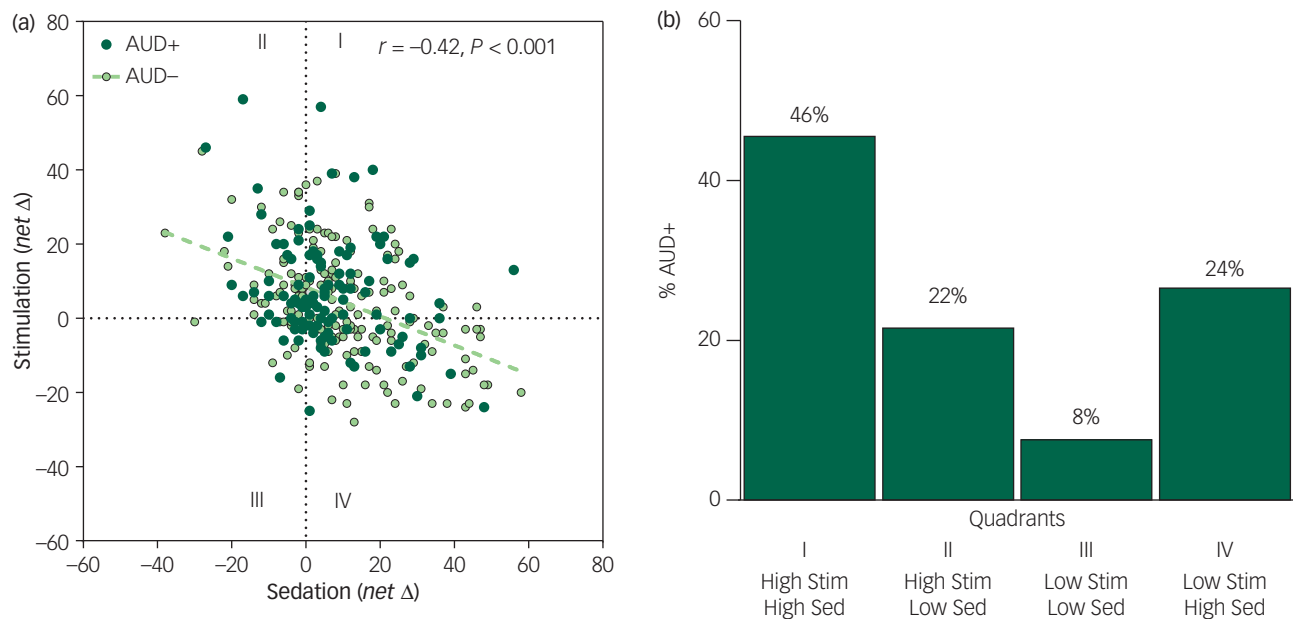 (a)
80
60
40
20
0
−20
−40
−60
Stimulation (net Δ)
II
I
r = −0.42, P < 0.001
AUD+
AUD−
III
IV
−60 −40 −20 0 20 40 60 80
Sedation (net Δ)
(b)
60
40
20
0
% AUD+
46%
22%
8%
24%
Quadrants
I II III IV
High Stim High Stim Low Stim Low Stim
High Sed Low Sed Low Sed High Sed